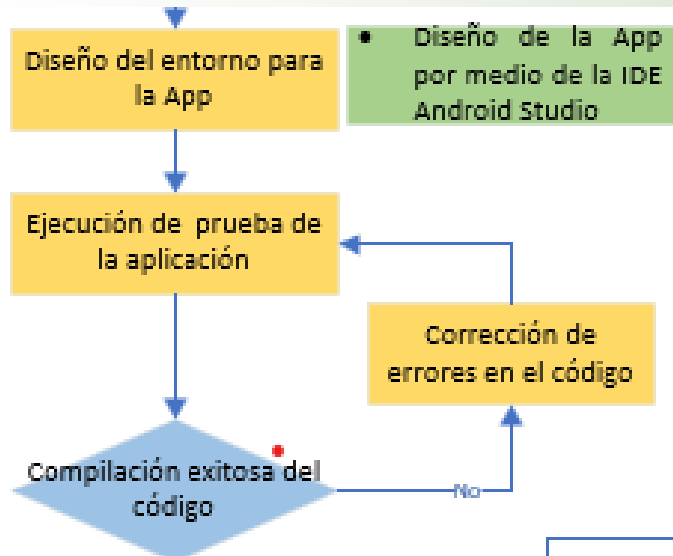 Diseño del entorno para
la App
• Diseño de la App
por medio de la IDE
Android Studio
Ejecución de prueba de
la aplicación
Corrección de
errores en el código
Compilación exitosa del
código
No